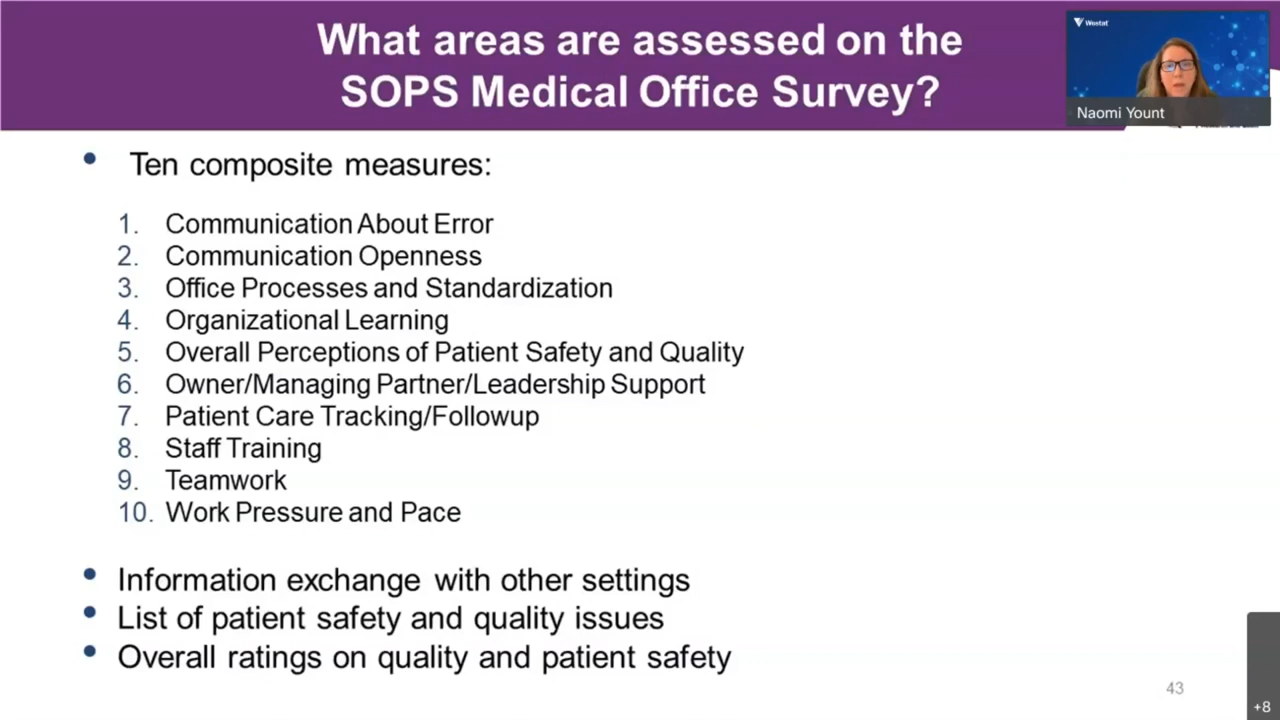 What areas are assessed on the
SOPS Medical Office Survey?
Westat
Naomi Yount
• Ten composite measures:
1. Communication About Error
2. Communication Openness
3. Office Processes and Standardization
4. Organizational Learning
5. Overall Perceptions of Patient Safety and Quality
6. Owner/Managing Partner/Leadership Support
7. Patient Care Tracking/Followup
8. Staff Training
9. Teamwork
10. Work Pressure and Pace
• Information exchange with other settings
• List of patient safety and quality issues
• Overall ratings on quality and patient safety
43
+8